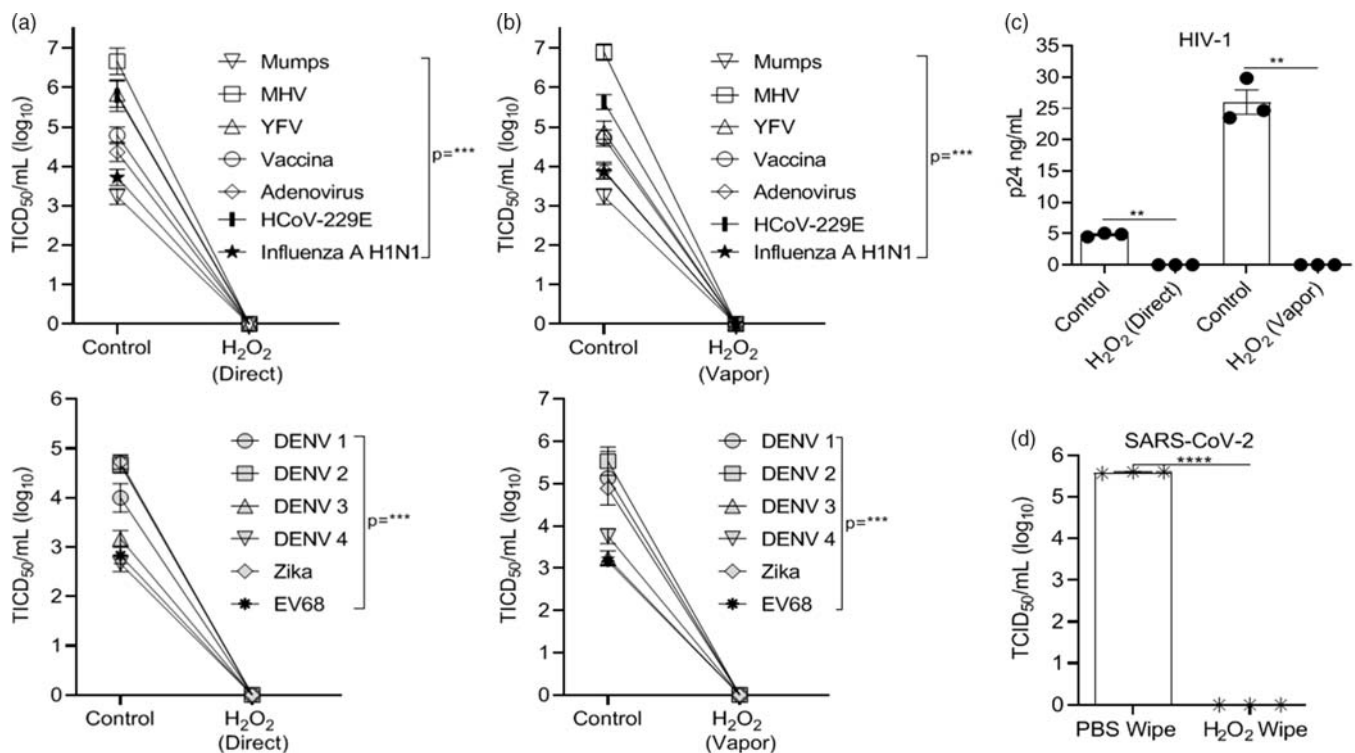 (a)
TICD50/mL (log10)
7
6
5
4
3
2
1
0
Control
H2O2
(Direct)
Mumps
MHV
YFV
Vaccina
Adenovirus
HCoV-229E
Influenza A H1N1
p=***
(b)
TICD50/mL (log10)
7
6
5
4
3
2
1
0
Control
H2O2
(Vapor)
Mumps
MHV
YFV
Vaccina
Adenovirus
HCoV-229E
Influenza A H1N1
p=***
(c)
HIV-1
p24 ng/mL
35
30
25
20
15
10
5
0
**
**
Control
H2O2 (Direct)
Control
H2O2 (Vapor)
TICD50/mL (log10)
6
5
4
3
2
1
0
Control
H2O2
(Direct)
DENV 1
DENV 2
DENV 3
DENV 4
Zika
EV68
p=***
TICD50/mL (log10)
7
6
5
4
3
2
1
0
Control
H2O2
(Vapor)
DENV 1
DENV 2
DENV 3
DENV 4
Zika
EV68
p=***
(d)
SARS-CoV-2
TCID50/mL (log10)
6
5
4
3
2
1
0
****
PBS Wipe
H2O2 Wipe